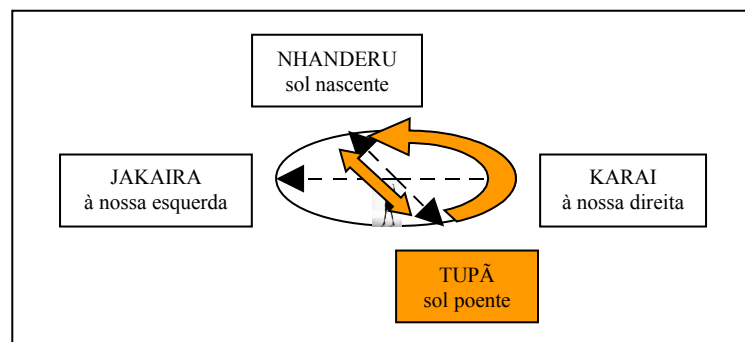 NHANDERU
sol nascente
JAKAIRA
à nossa esquerda
KARAI
à nossa direita
TUPÃ
sol poente